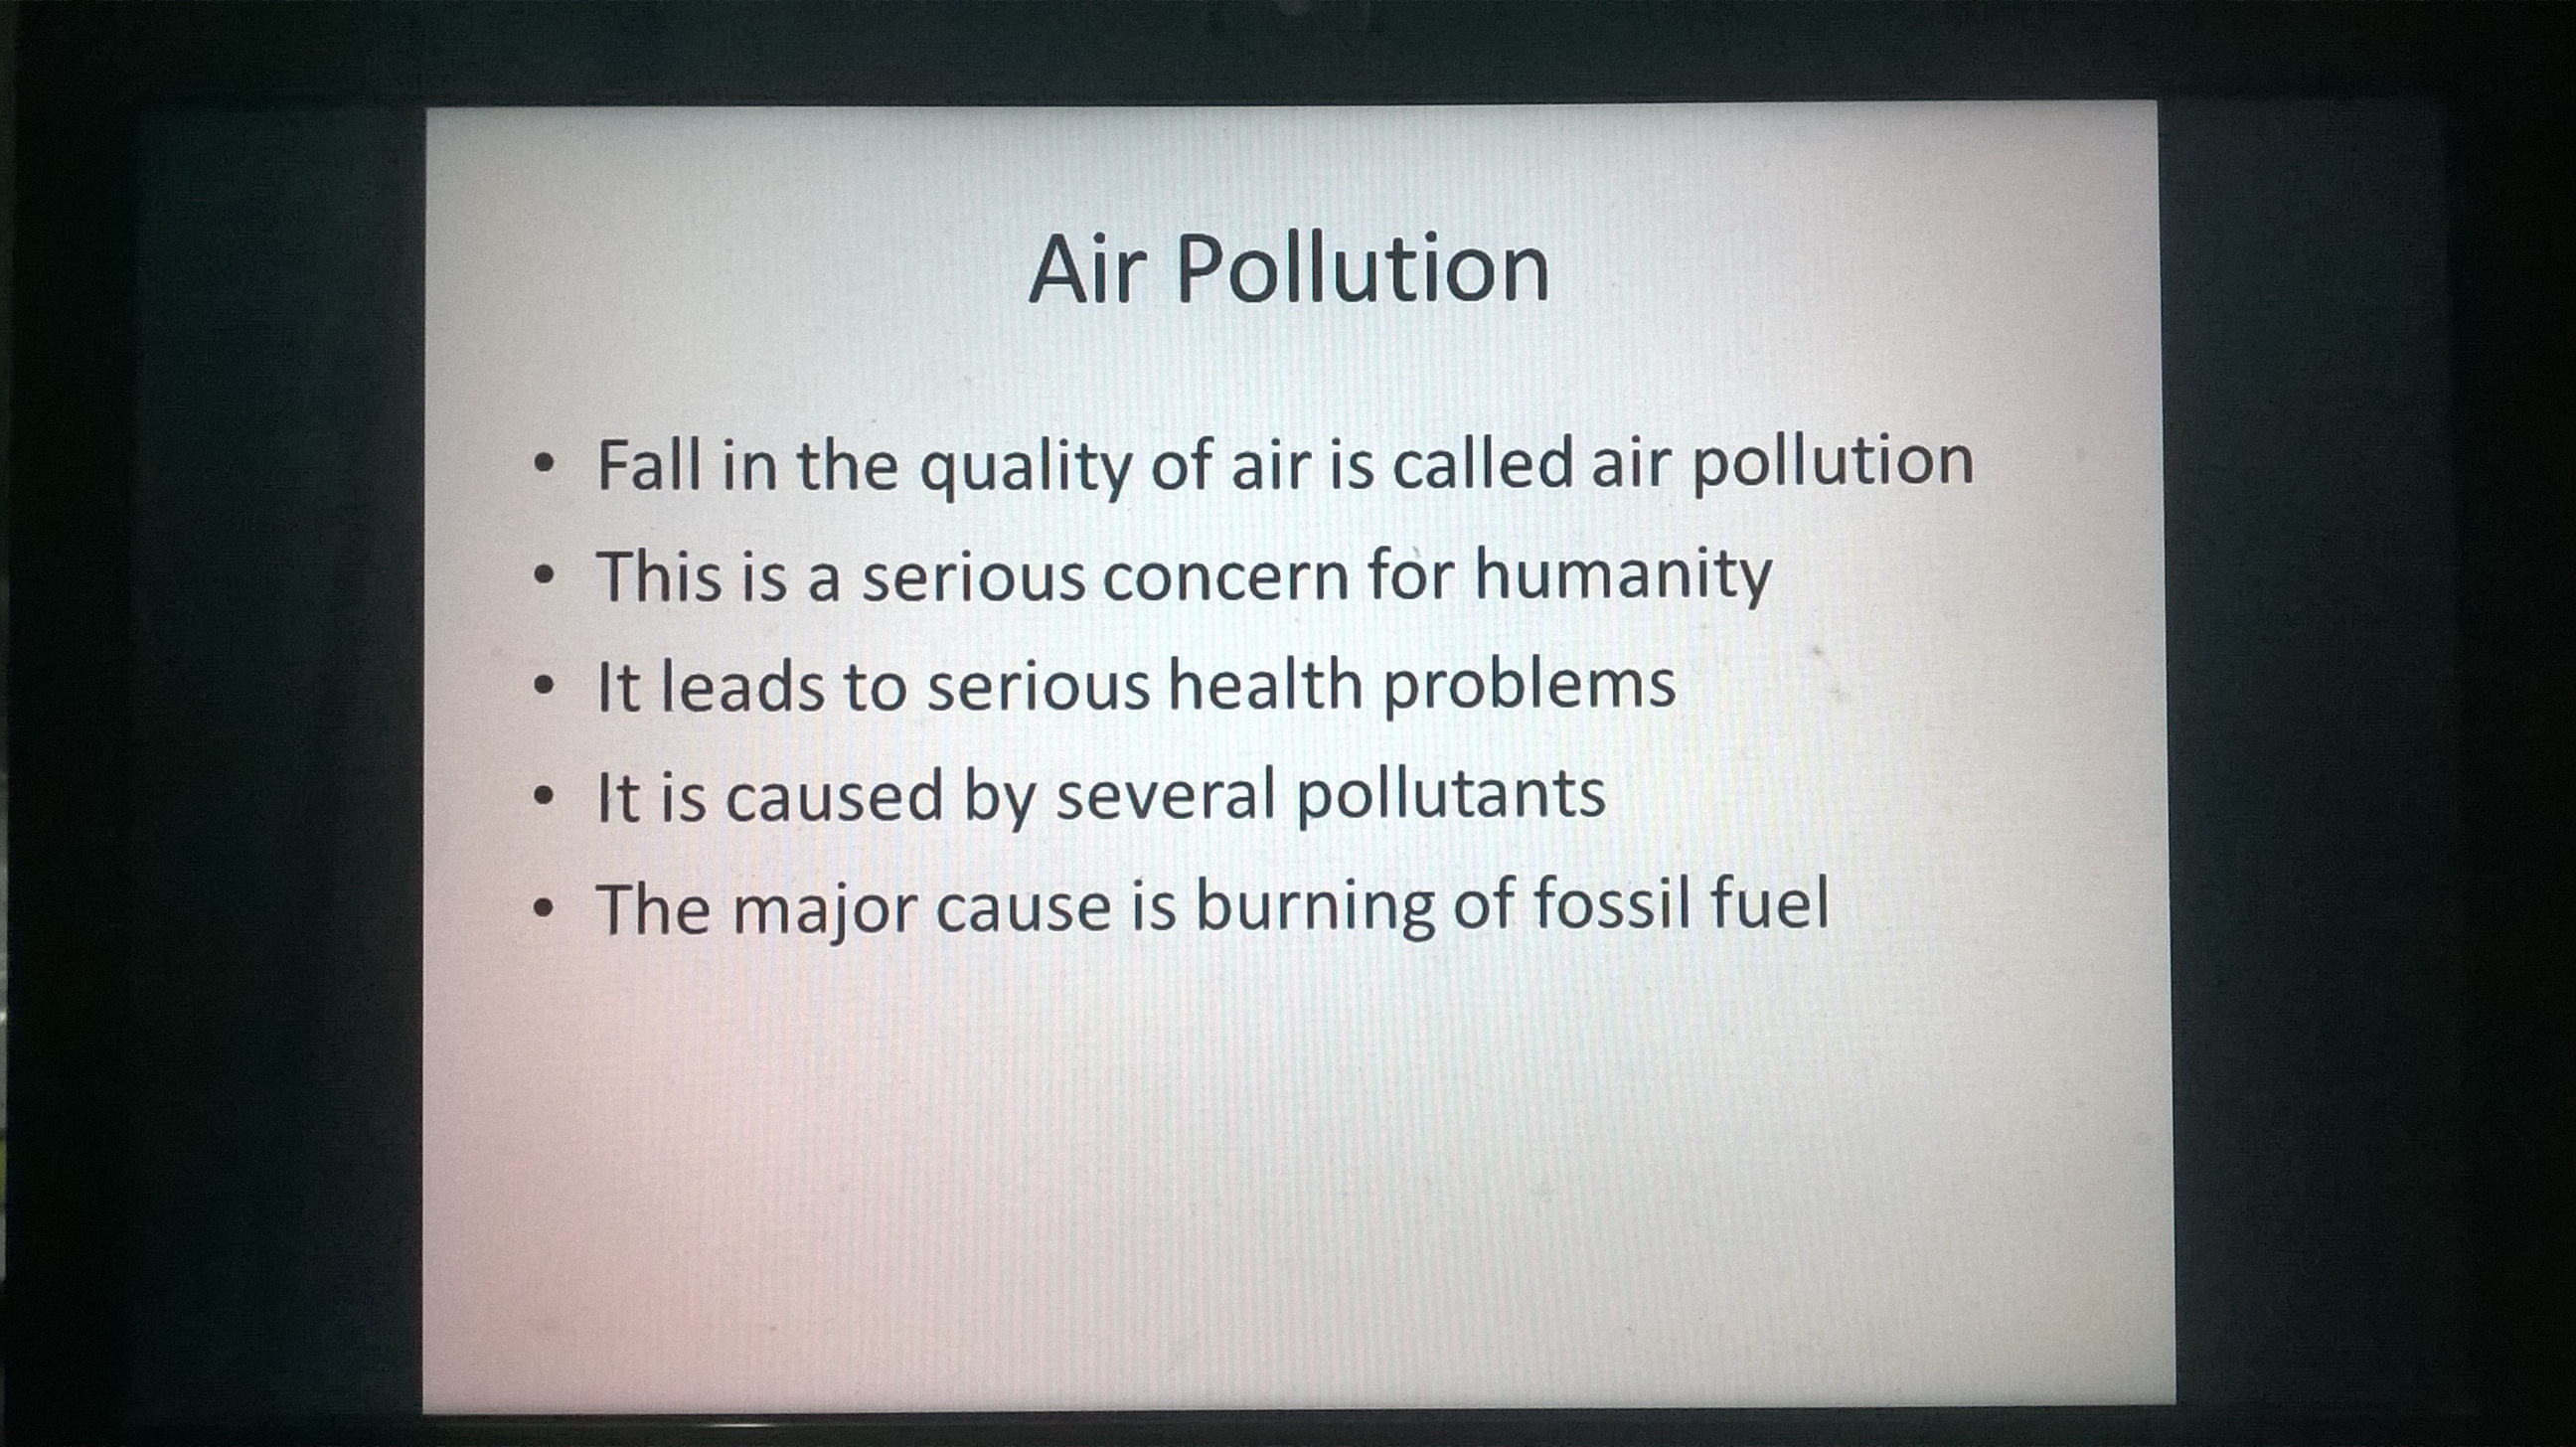 Air Pollution
• Fall in the quality of air is called air pollution
• This is a serious concern for humanity
• It leads to serious health problems
• It is caused by several pollutants
• The major cause is burning of fossil fuel